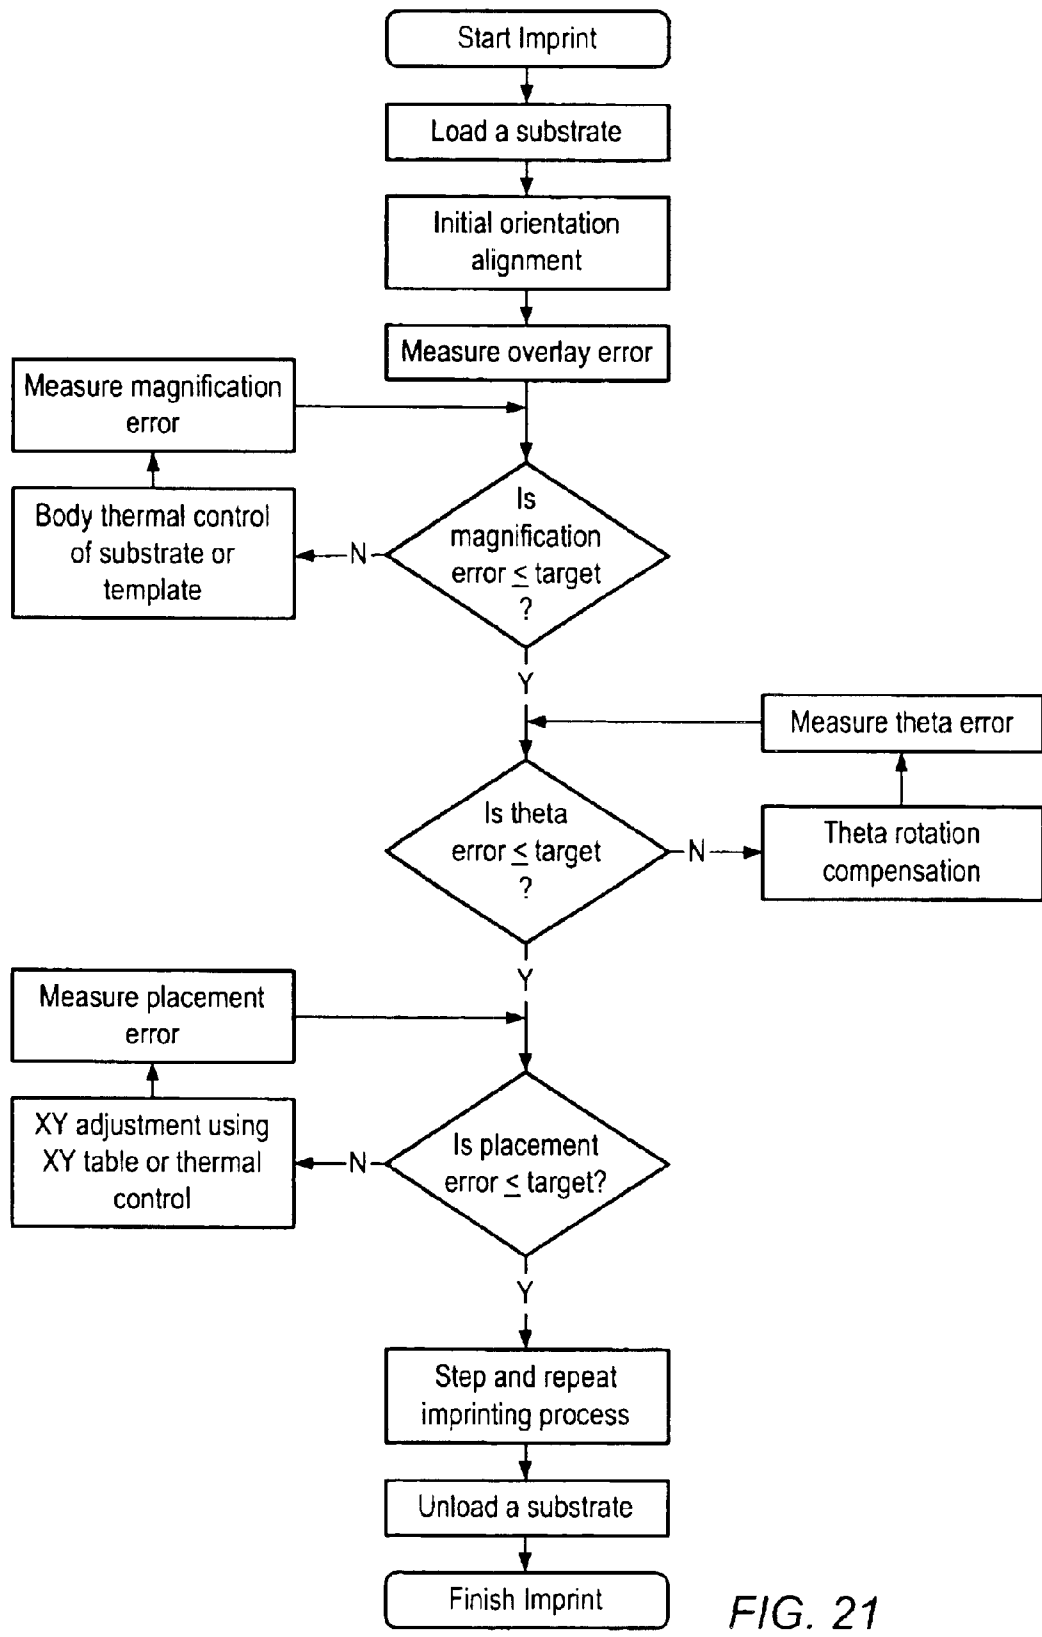 Start Imprint
Load a substrate
Initial orientation
alignment
Measure overlay error
Measure magnification
error
Body thermal control
of substrate or
template
N
Is
magnification
error ≤ target
?
Y
Measure theta error
Is theta
error ≤ target
?
N
Theta rotation
compensation
Y
Measure placement
error
XY adjustment using
XY table or thermal
control
N
Is placement
error ≤ target?
Y
Step and repeat
imprinting process
Unload a substrate
Finish Imprint
FIG. 21